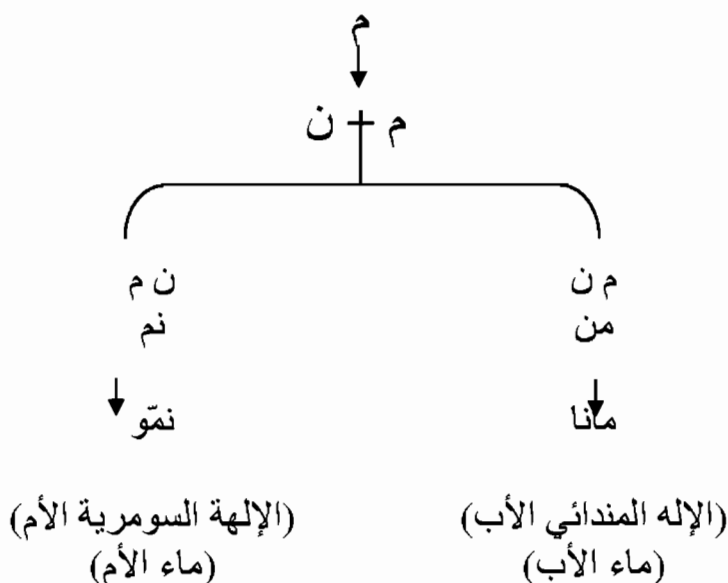 م
م + ن
م ن
من
مانا
(الإله المندائي الأب)
(ماء الأب)
ن م
نم
نمّو
(الإلهة السومرية الأم)
(ماء الأم)